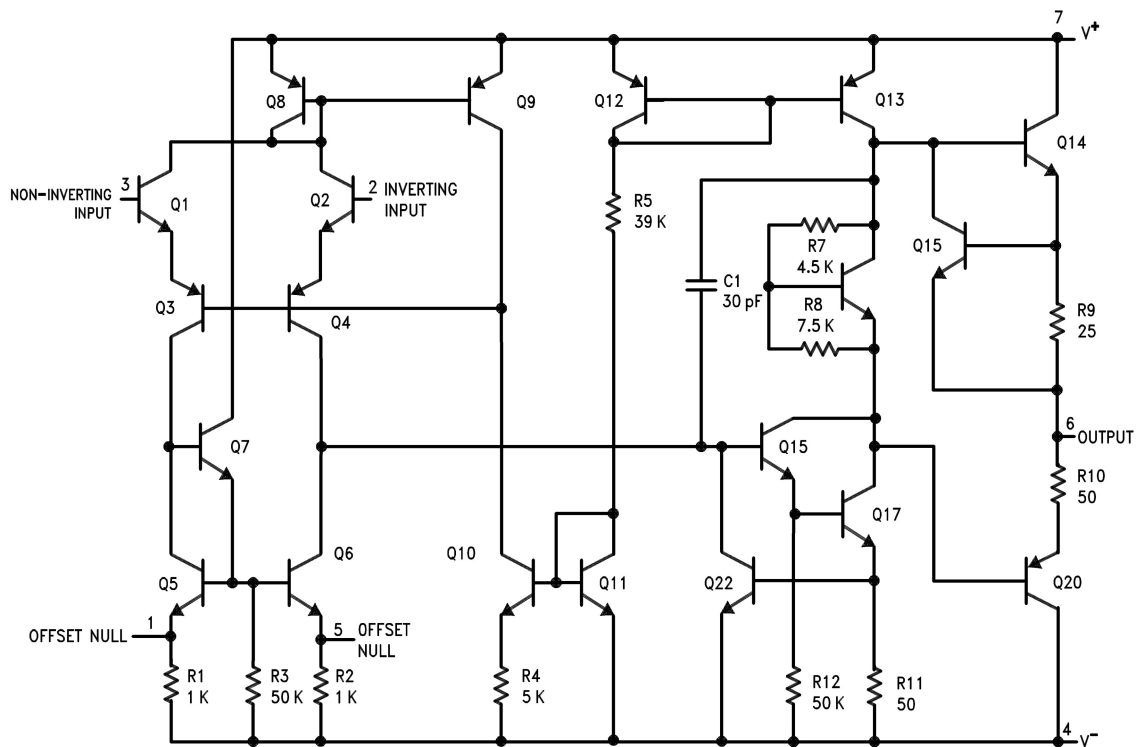 7
V+
Q8
Q9
Q12
Q13
Q14
3
NON-INVERTING
INPUT
Q1
Q2
2 INVERTING
INPUT
R5
39 K
R7
4.5 K
Q15
Q3
Q4
C1
30 pF
R8
7.5 K
R9
25
Q7
Q15
6
OUTPUT
R10
50
Q5
Q6
Q10
Q11
Q22
Q17
Q20
OFFSET NULL
1
5 OFFSET
NULL
R1
1 K
R3
50 K
R2
1 K
R4
5 K
R12
50 K
R11
50
4
V-